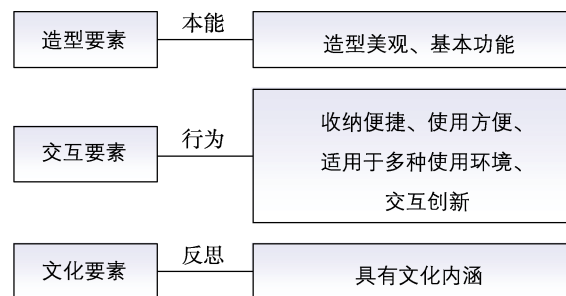 造型要素
本能
造型美观、基本功能
交互要素
行为
收纳便捷、使用方便、
适用于多种使用环境、
交互创新
文化要素
反思
具有文化内涵